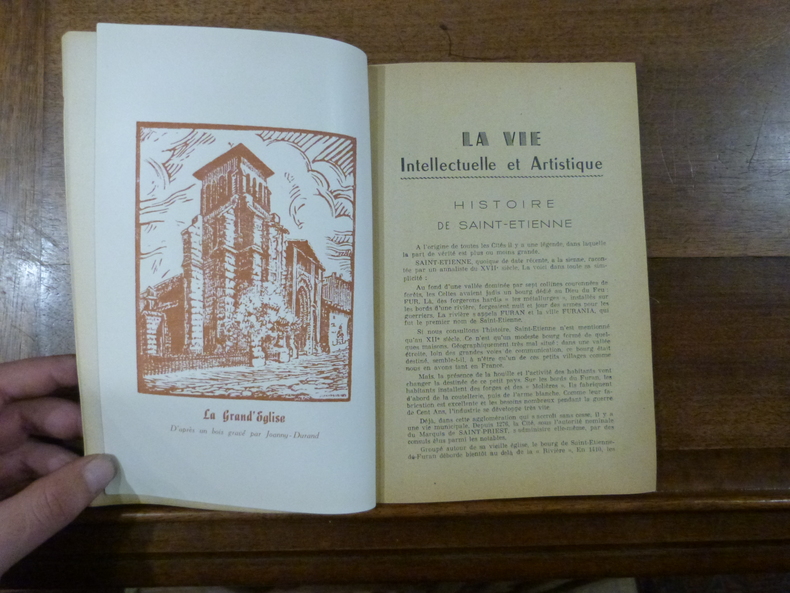 La Grand'Eglise
D'après un bois gravé par Joanny-Durand
LA VIE
Intellectuelle et Artistique
HISTOIRE
DE SAINT-ETIENNE
A l'origine de toutes les Cités il y a une légende, dans laquelle
la part de vérité est plus ou moins grande.
SAINT-ETIENNE, quoique de date récente, a la sienne, racon-
tée par un annaliste du XVIIe siècle. La voici dans toute sa sim-
plicité :
Au fond d'une vallée dominée par sept collines couronnées de
forêts, les Celtes avaient jadis un bourg dédié au Dieu du Feu :
FUR. Là, des forgerons hardis « les métallurges », installés sur
les bords d'une rivière, forgeaient nuit et jour des armes pour les
guerriers. La rivière s'appela FURAN et la ville FURANIA, qui
fut le premier nom de Saint-Etienne.
Si nous consultons l'histoire, Saint-Etienne n'est mentionné
qu'au XIIe siècle. Ce n'est qu'un modeste bourg formé de quel-
ques maisons. Géographiquement très mal situé : dans une vallée
étroite, loin des grandes voies de communication, ce bourg était
destiné, semble-t-il, à n'être qu'un de ces petits villages comme
nous en avons tant en France.
Mais la présence de la houille et l'activité des habitants vont
changer la destinée de ce petit pays. Sur les bords du Furan, les
habitants installent des forges et des « Molières ». Ils fabriquent
d'abord de la coutellerie, puis de l'arme blanche. Comme leur fa-
brication est excellente et les besoins nombreux pendant la guerre
de Cent Ans, l'industrie se développe très vite.
Déjà, dans cette agglomération qui s'accroît sans cesse, il y a
une vie municipale. Depuis 1278, la Cité, sous l'autorité nominale
du Marquis de SAINT-PRIEST, s'administre elle-même par des
consuls élus parmi les notables.
Groupé autour de sa vieille église, le bourg de Saint-Etienne-
de-Furan déborde bientôt au delà de la « Rivière ». En 1410, les